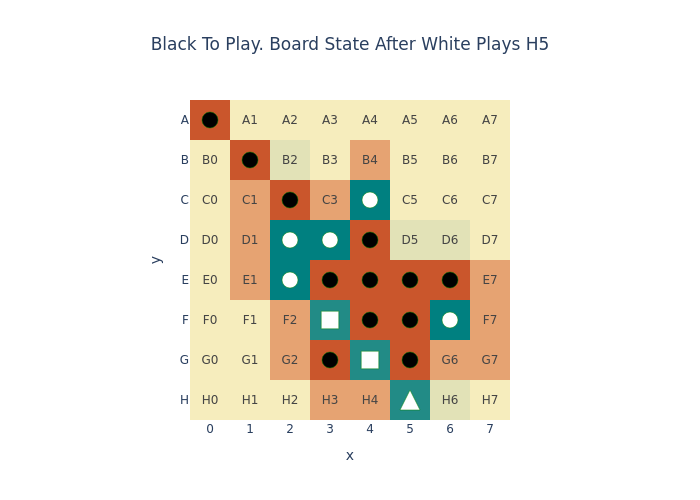 Black To Play. Board State After White Plays H5
A A1 A2 A3 A4 A5 A6 A7
B B0 B2 B3 B4 B5 B6 B7
C C0 C1 C3 C5 C6 C7
D D0 D1 D5 D6 D7
y
E E0 E1 E7
F F0 F1 F2 F7
G G0 G1 G2 G6 G7
H H0 H1 H2 H3 H4 H6 H7
0 1 2 3 4 5 6 7
x